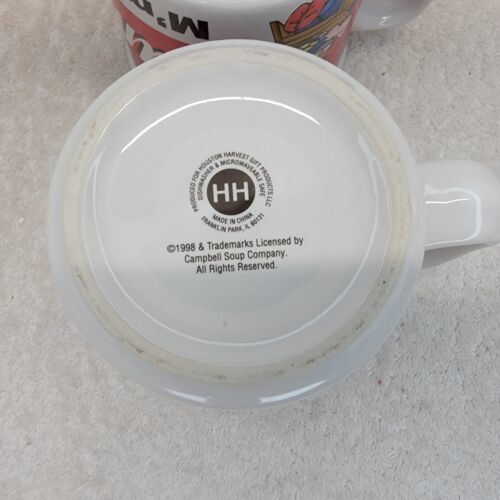 PRODUCED FOR HOUSTON HARVEST GIFT PRODUCTS LLC
DISHWASHER & MICROWAVEABLE SAFE
HH
MADE IN CHINA
FRANKLIN PARK, IL 60131
©1998 & Trademarks Licensed by
Campbell Soup Company.
All Rights Reserved.